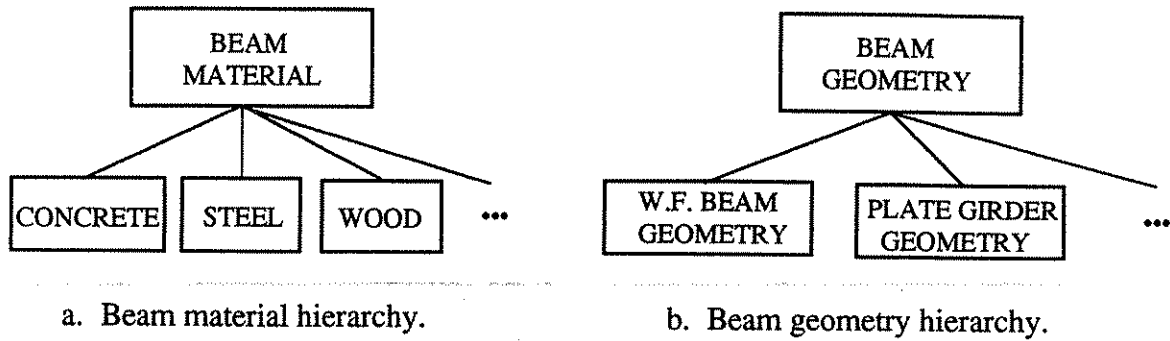 BEAM
MATERIAL
CONCRETE
STEEL
WOOD
•••
a. Beam material hierarchy.
BEAM
GEOMETRY
W.F. BEAM
GEOMETRY
PLATE GIRDER
GEOMETRY
•••
b. Beam geometry hierarchy.